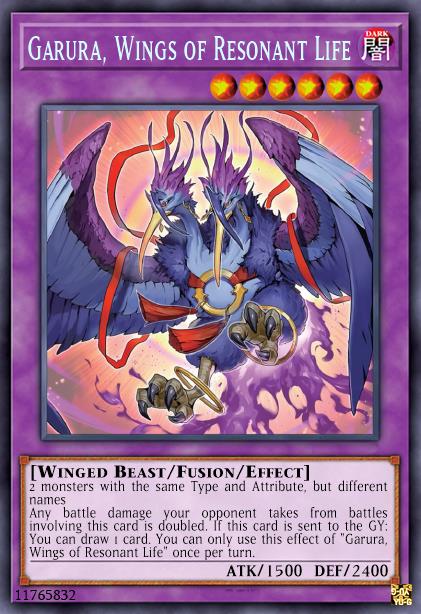 Garura, Wings of Resonant Life
DARK
闇
[Winged Beast/Fusion/Effect]
2 monsters with the same Type and Attribute, but different
names
Any battle damage your opponent takes from battles
involving this card is doubled. If this card is sent to the GY:
You can draw 1 card. You can only use this effect of "Garura,
Wings of Resonant Life" once per turn.
ATK/1500 DEF/2400
11765832